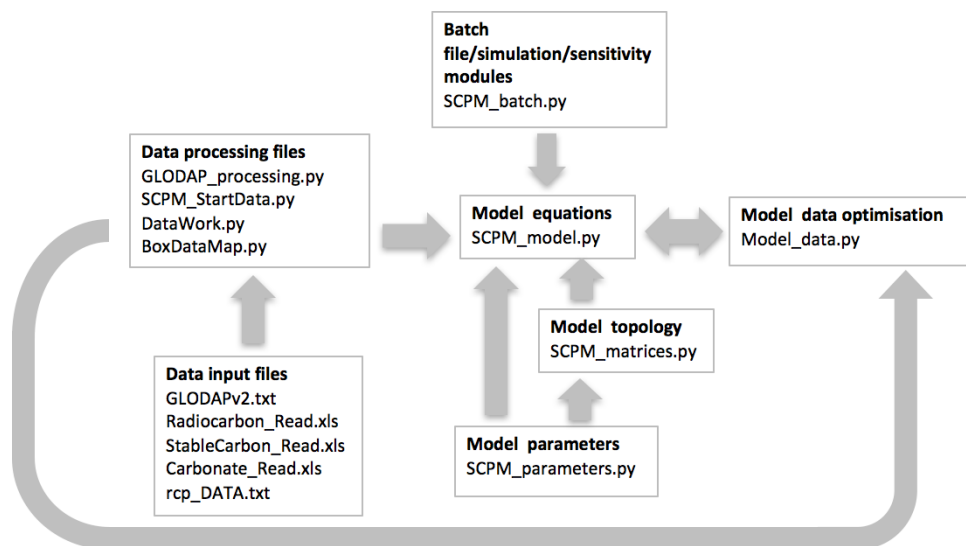 Batch
file/simulation/sensitivity
modules
SCPM_batch.py
Data processing files
GLODAP_processing.py
SCPM_StartData.py
DataWork.py
BoxDataMap.py
Model equations
SCPM_model.py
Model data optimisation
Model_data.py
Model topology
SCPM_matrices.py
Data input files
GLODAPv2.txt
Radiocarbon_Read.xls
StableCarbon_Read.xls
Carbonate_Read.xls
rcp_DATA.txt
Model parameters
SCPM_parameters.py